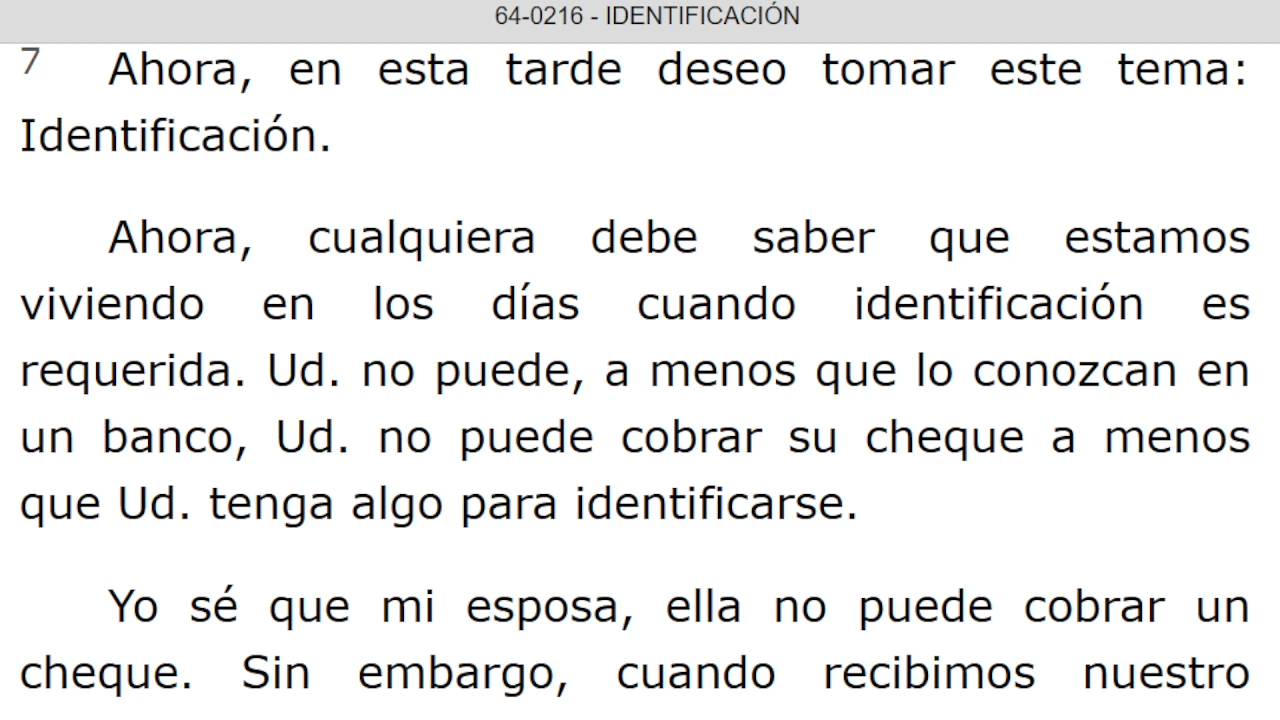 64-0216 - IDENTIFICACIÓN
7 Ahora, en esta tarde deseo tomar este tema:
Identificación.
Ahora, cualquiera debe saber que estamos
viviendo en los días cuando identificación es
requerida. Ud. no puede, a menos que lo conozcan en
un banco, Ud. no puede cobrar su cheque a menos
que Ud. tenga algo para identificarse.
Yo sé que mi esposa, ella no puede cobrar un
cheque. Sin embargo, cuando recibimos nuestro